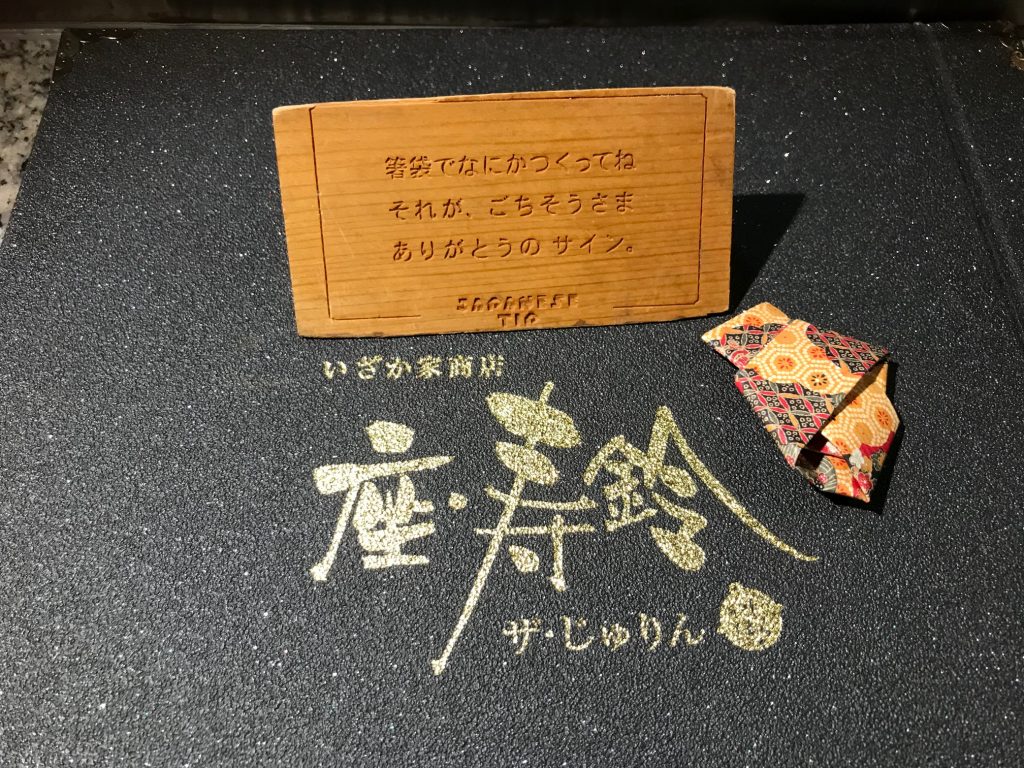 箸袋でなにかつくってね
それが、ごちそうさま
ありがとうの サイン。
JAPANESE
TIP
いざか家商店
座・寿鈴
ザ・じゅりん